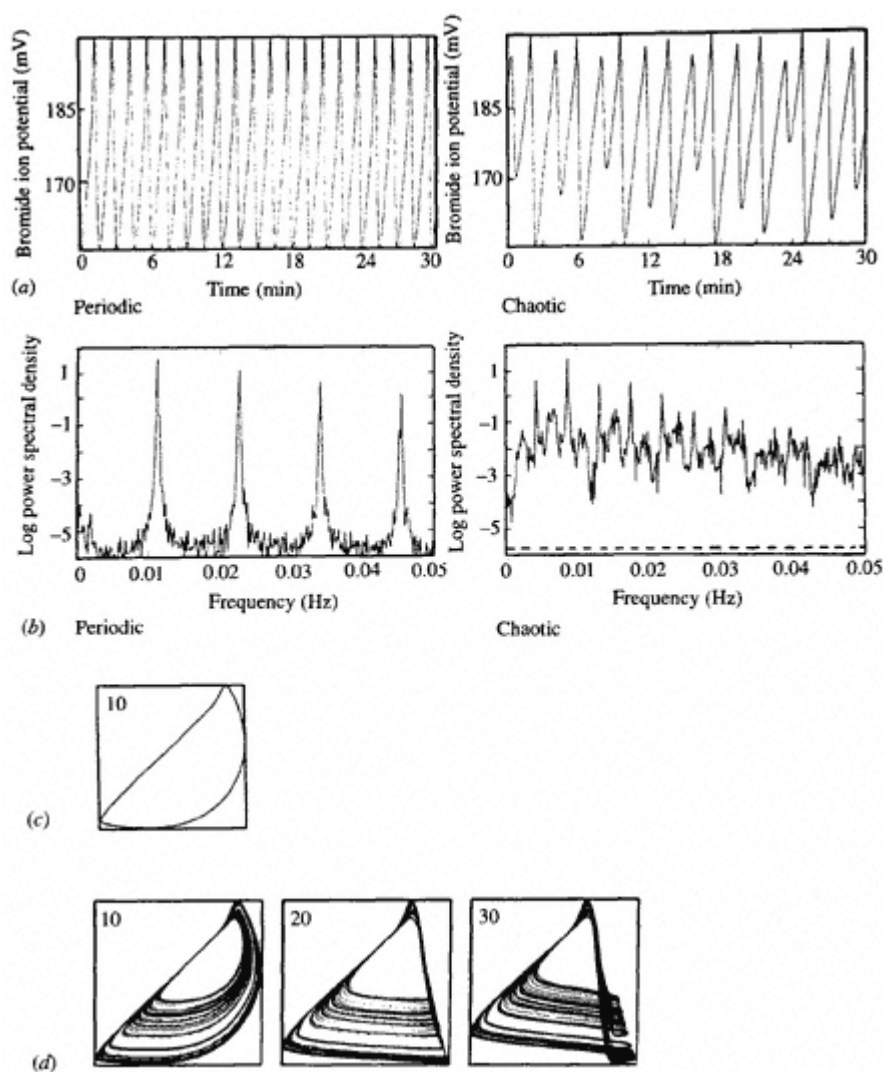 Bromide ion potential (mV)
185
170
0 6 12 18 24 30
Time (min)
(a)
Periodic
Bromide ion potential (mV)
185
170
0 6 12 18 24 30
Time (min)
Chaotic
Log power spectral density
1
-1
-3
-5
0 0.01 0.02 0.03 0.04 0.05
Frequency (Hz)
(b) Periodic
Log power spectral density
1
-1
-3
-5
0 0.01 0.02 0.03 0.04 0.05
Frequency (Hz)
Chaotic
10
(c)
10
20
30
(d)